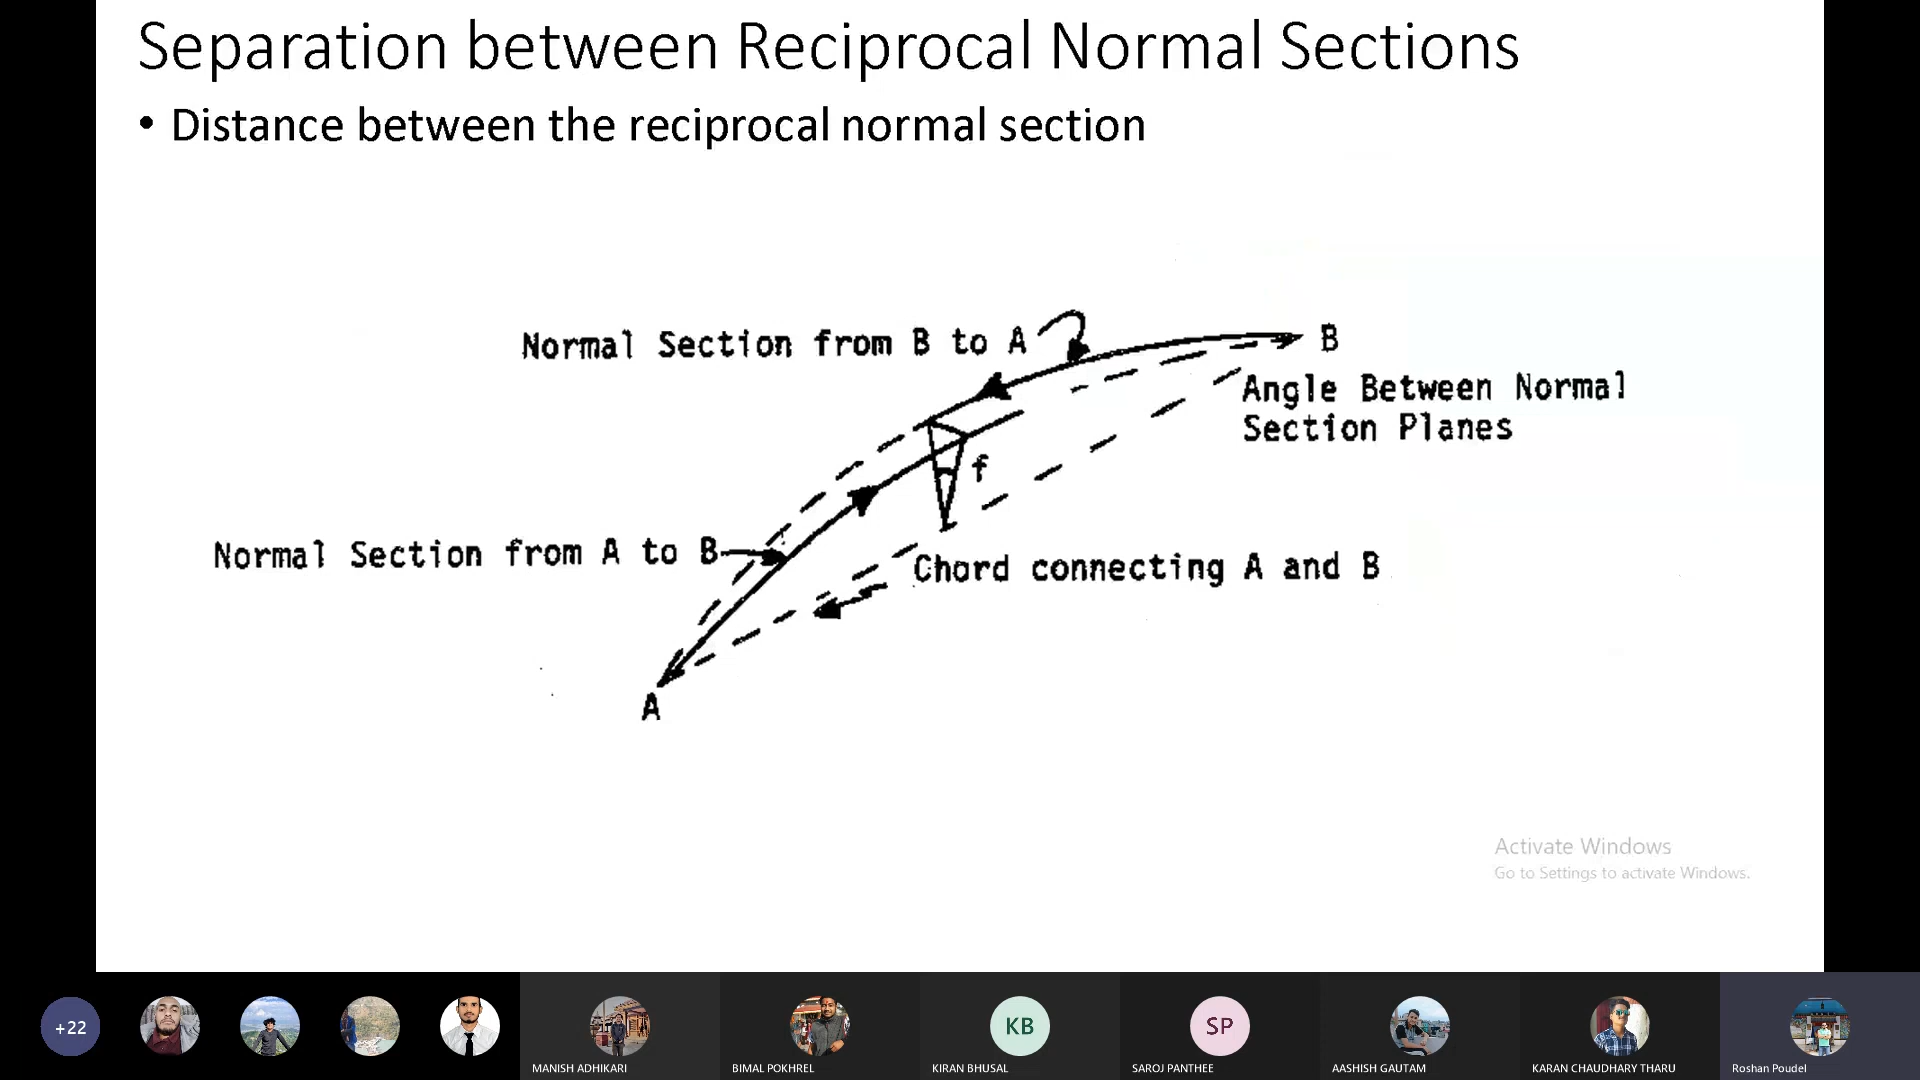 Separation between Reciprocal Normal Sections
• Distance between the reciprocal normal section
Normal Section from B to A
B
Angle Between Normal
Section Planes
f
Normal Section from A to B
Chord connecting A and B
A
Activate Windows
Go to Settings to activate Windows.
+22
KB
SP
MANISH ADHIKARI
BIMAL POKHREL
KIRAN BHUSAL
SAROJ PANTHEE
AASHISH GAUTAM
KARAN CHAUDHARY THARU
Roshan Poudel